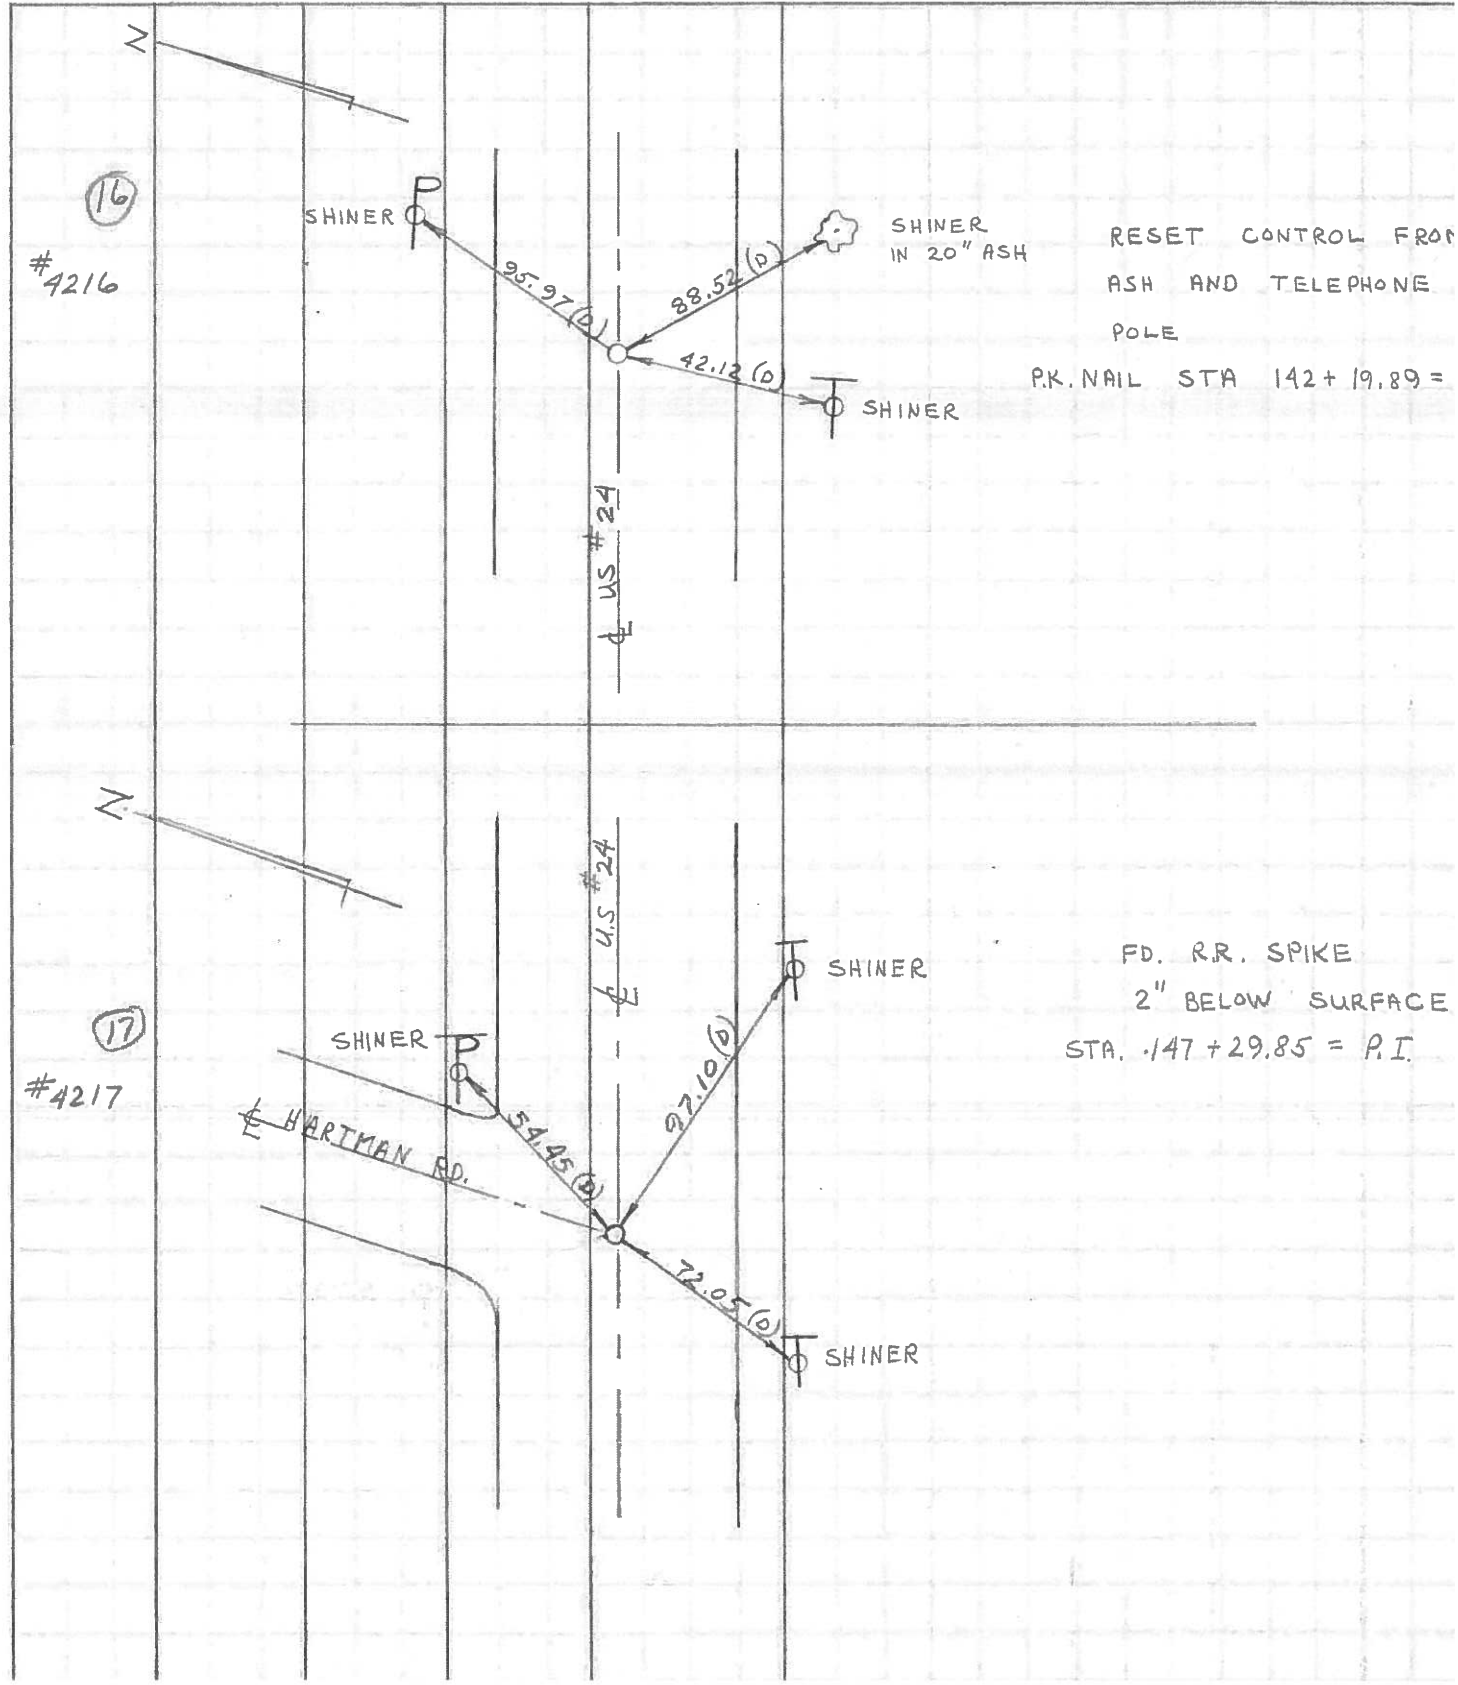 N
16
#4216
P
SHINER
95.97 (D)
88.52 (D)
42.12 (D)
SHINER
IN 20" ASH
T
SHINER
RESET CONTROL FROM
ASH AND TELEPHONE
POLE
P.K. NAIL STA 142+19.89 =
℄ US #24
N
17
#4217
℄ U.S #24
SHINER
P
T
SHINER
℄ HARTMAN RD.
54.45 (D)
97.10 (D)
72.05 (D)
T
SHINER
FD. R.R. SPIKE
2" BELOW SURFACE
STA. 147+29.85 = P.I.